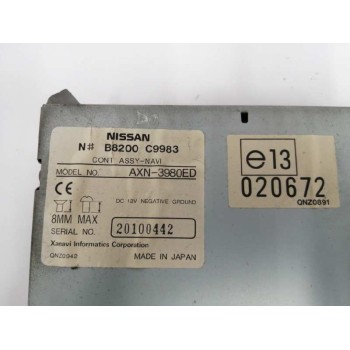 NISSAN
N# B8200 C9983
CONT ASSY-NAVI
MODEL NO. AXN-3980ED
CE
DC 12V NEGATIVE GROUND
8MM MAX
SERIAL NO. 20100442
Xanavi Informatics Corporation
QNZ0942 MADE IN JAPAN
e13
020672
QNZ0891